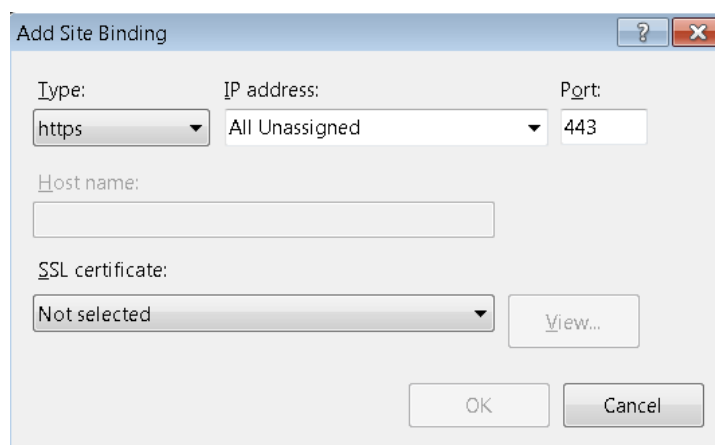 Add Site Binding
Type: IP address: Port:
https All Unassigned 443
Host name:
SSL certificate:
Not selected View...
OK Cancel